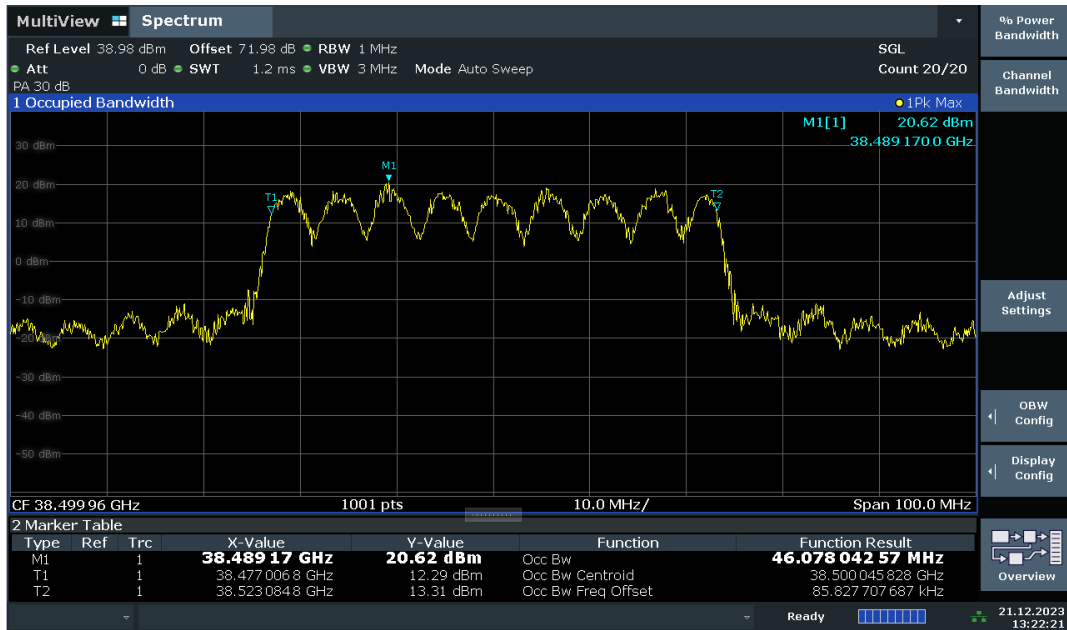 MultiView Spectrum
Ref Level 38.98 dBm Offset 71.98 dB RBW 1 MHz SGL
Att 0 dB SWT 1.2 ms VBW 3 MHz Mode Auto Sweep Count 20/20
PA 30 dB
1 Occupied Bandwidth 1Pk Max
M1[1] 20.62 dBm
38.489 170 0 GHz
30 dBm
M1
20 dBm
T1
T2
10 dBm
0 dBm
-10 dBm
-20 dBm
-30 dBm
-40 dBm
-50 dBm
CF 38.499 96 GHz 1001 pts 10.0 MHz/ Span 100.0 MHz
2 Marker Table
Type Ref Trc X-Value Y-Value Function Function Result
M1 1 38.489 17 GHz 20.62 dBm Occ Bw 46.078 042 57 MHz
T1 1 38.477 006 8 GHz 12.29 dBm Occ Bw Centroid 38.500 045 828 GHz
T2 1 38.523 084 8 GHz 13.31 dBm Occ Bw Freq Offset 85.827 707 687 kHz
Ready
21.12.2023
13:22:21
% Power
Bandwidth
Channel
Bandwidth
Adjust
Settings
OBW
Config
Display
Config
Overview